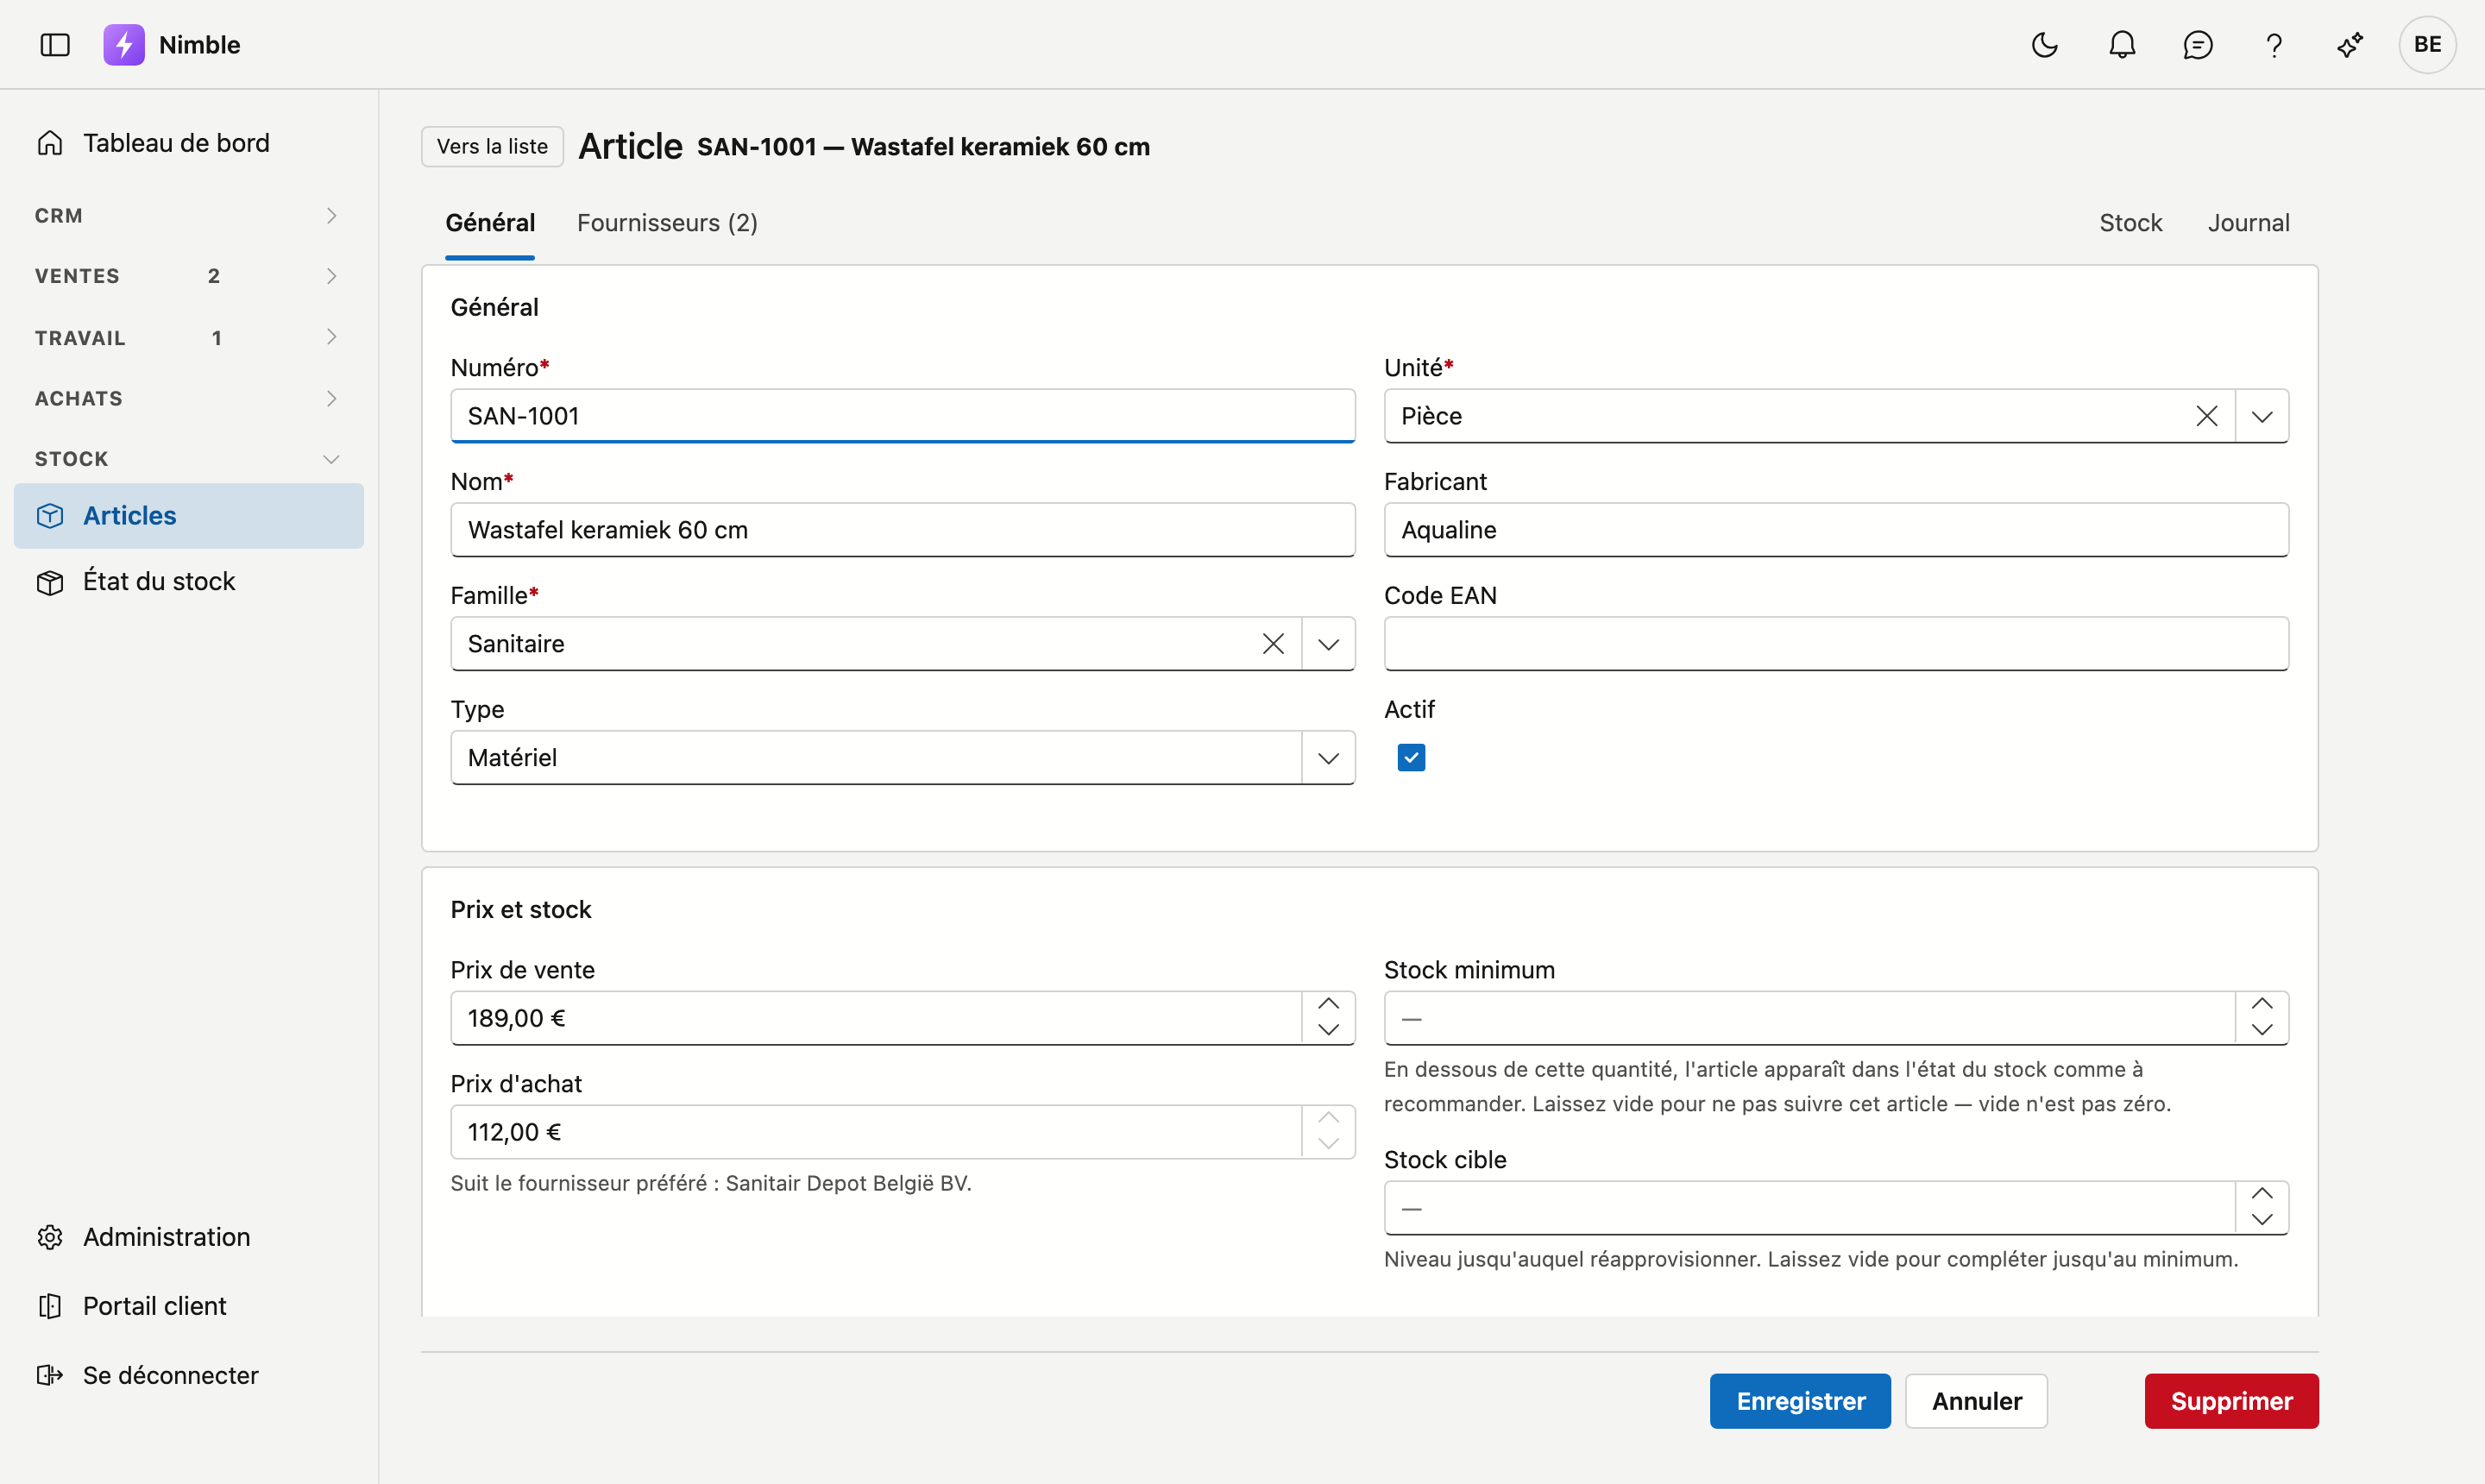 Nimble
BE
Tableau de bord
CRM
VENTES 2
TRAVAIL 1
ACHATS
STOCK
Articles
État du stock
Administration
Portail client
Se déconnecter
Vers la liste
Article SAN-1001 — Wastafel keramiek 60 cm
Général
Fournisseurs (2)
Stock
Journal
Général
Numéro*
SAN-1001
Nom*
Wastafel keramiek 60 cm
Famille*
Sanitaire
Type
Matériel
Unité*
Pièce
Fabricant
Aqualine
Code EAN
Actif
Prix et stock
Prix de vente
189,00 €
Prix d'achat
112,00 €
Suit le fournisseur préféré : Sanitair Depot België BV.
Stock minimum
—
En dessous de cette quantité, l'article apparaît dans l'état du stock comme à
recommander. Laissez vide pour ne pas suivre cet article — vide n'est pas zéro.
Stock cible
—
Niveau jusqu'auquel réapprovisionner. Laissez vide pour compléter jusqu'au minimum.
Enregistrer
Annuler
Supprimer